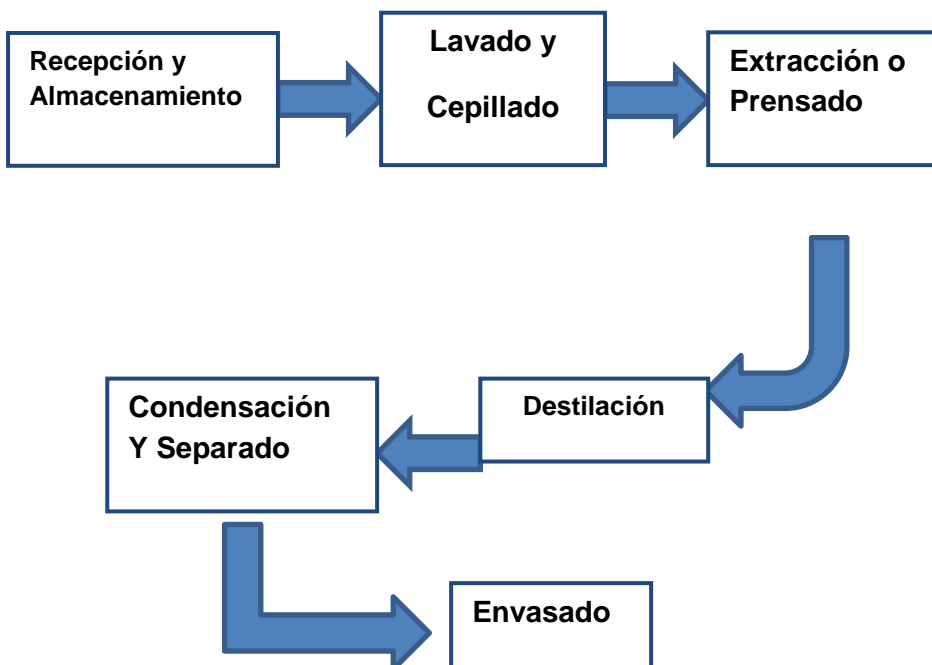 Recepción y
Almacenamiento
Lavado y
Cepillado
Extracción o
Prensado
Destilación
Condensación
Y Separado
Envasado